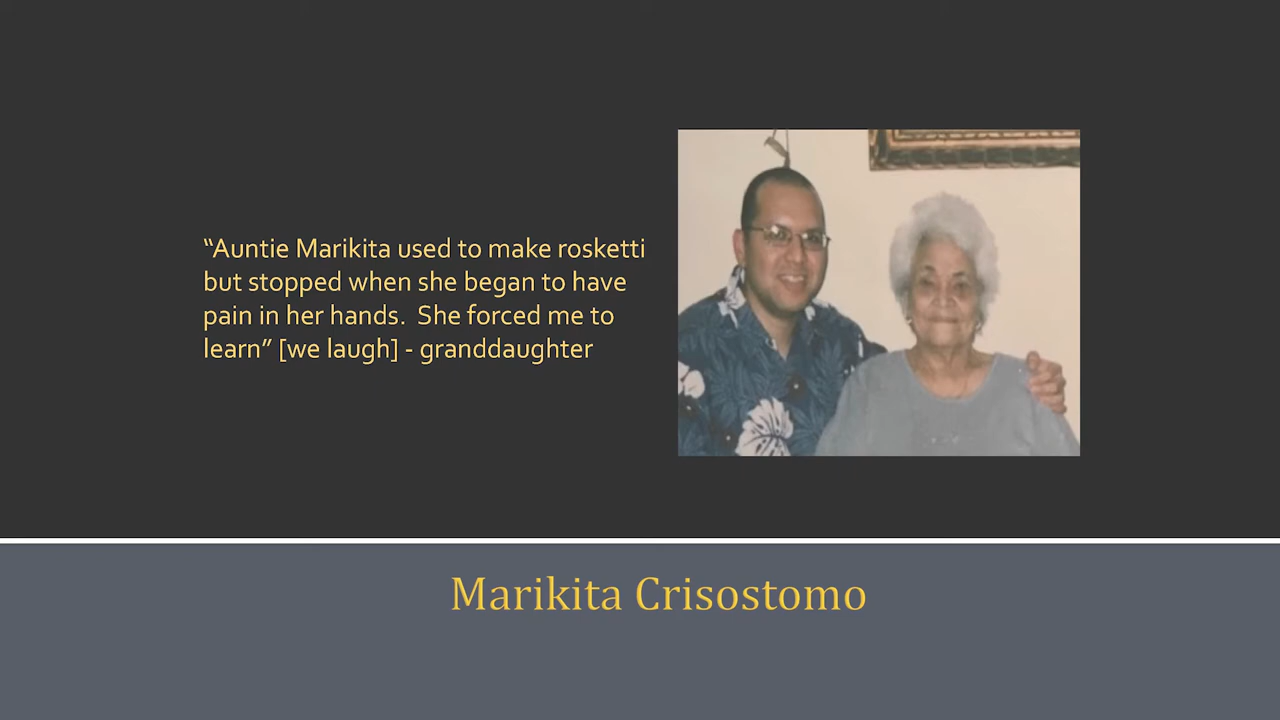 “Auntie Marikita used to make rosketti
but stopped when she began to have
pain in her hands.  She forced me to
learn” [we laugh] - granddaughter
Marikita Crisostomo